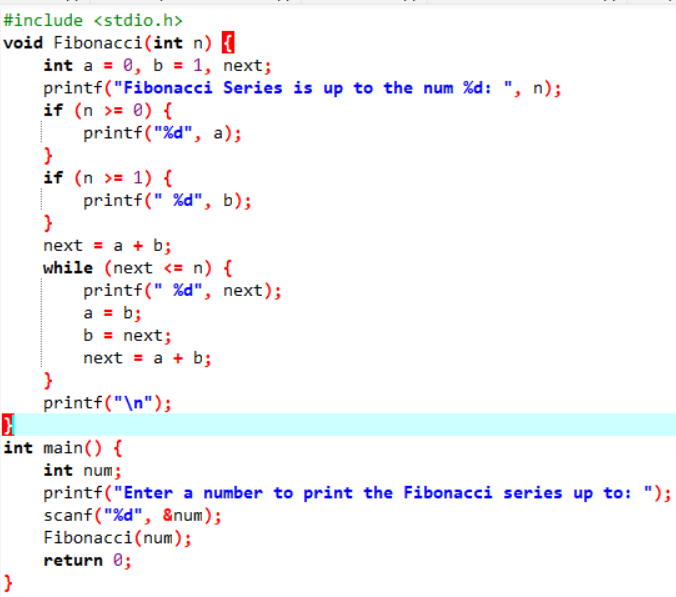 #include <stdio.h>
void Fibonacci(int n) {
    int a = 0, b = 1, next;
    printf("Fibonacci Series is up to the num %d: ", n);
    if (n >= 0) {
        printf("%d", a);
    }
    if (n >= 1) {
        printf(" %d", b);
    }
    next = a + b;
    while (next <= n) {
        printf(" %d", next);
        a = b;
        b = next;
        next = a + b;
    }
    printf("\n");
}
int main() {
    int num;
    printf("Enter a number to print the Fibonacci series up to: ");
    scanf("%d", &num);
    Fibonacci(num);
    return 0;
}